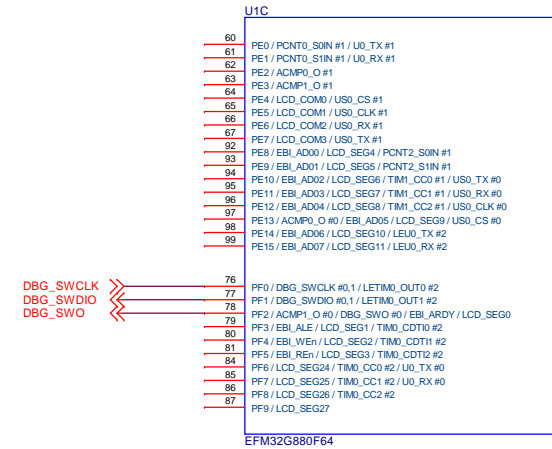 U1C
60 PE0 / PCNT0_S0IN #1 / U0_TX #1
61 PE1 / PCNT0_S1IN #1 / U0_RX #1
62 PE2 / ACMP0_O #1
63 PE3 / ACMP1_O #1
64 PE4 / LCD_COM0 / US0_CS #1
65 PE5 / LCD_COM1 / US0_CLK #1
66 PE6 / LCD_COM2 / US0_RX #1
67 PE7 / LCD_COM3 / US0_TX #1
92 PE8 / EBI_AD00 / LCD_SEG4 / PCNT2_S0IN #1
93 PE9 / EBI_AD01 / LCD_SEG5 / PCNT2_S1IN #1
94 PE10 / EBI_AD02 / LCD_SEG6 / TIM1_CC0 #1 / US0_TX #0
95 PE11 / EBI_AD03 / LCD_SEG7 / TIM1_CC1 #1 / US0_RX #0
96 PE12 / EBI_AD04 / LCD_SEG8 / TIM1_CC2 #1 / US0_CLK #0
97 PE13 / ACMP0_O #0 / EBI_AD05 / LCD_SEG9 / US0_CS #0
98 PE14 / EBI_AD06 / LCD_SEG10 / LEU0_TX #2
99 PE15 / EBI_AD07 / LCD_SEG11 / LEU0_RX #2
DBG_SWCLK 76 PF0 / DBG_SWCLK #0,1 / LETIM0_OUT0 #2
DBG_SWDIO 77 PF1 / DBG_SWDIO #0,1 / LETIM0_OUT1 #2
DBG_SWO 78 PF2 / ACMP1_O #0 / DBG_SWO #0 / EBI_ARDY / LCD_SEG0
79 PF3 / EBI_ALE / LCD_SEG1 / TIM0_CDTI0 #2
80 PF4 / EBI_WEn / LCD_SEG2 / TIM0_CDTI1 #2
81 PF5 / EBI_REn / LCD_SEG3 / TIM0_CDTI2 #2
84 PF6 / LCD_SEG24 / TIM0_CC0 #2 / U0_TX #0
85 PF7 / LCD_SEG25 / TIM0_CC1 #2 / U0_RX #0
86 PF8 / LCD_SEG26 / TIM0_CC2 #2
87 PF9 / LCD_SEG27
EFM32G880F64